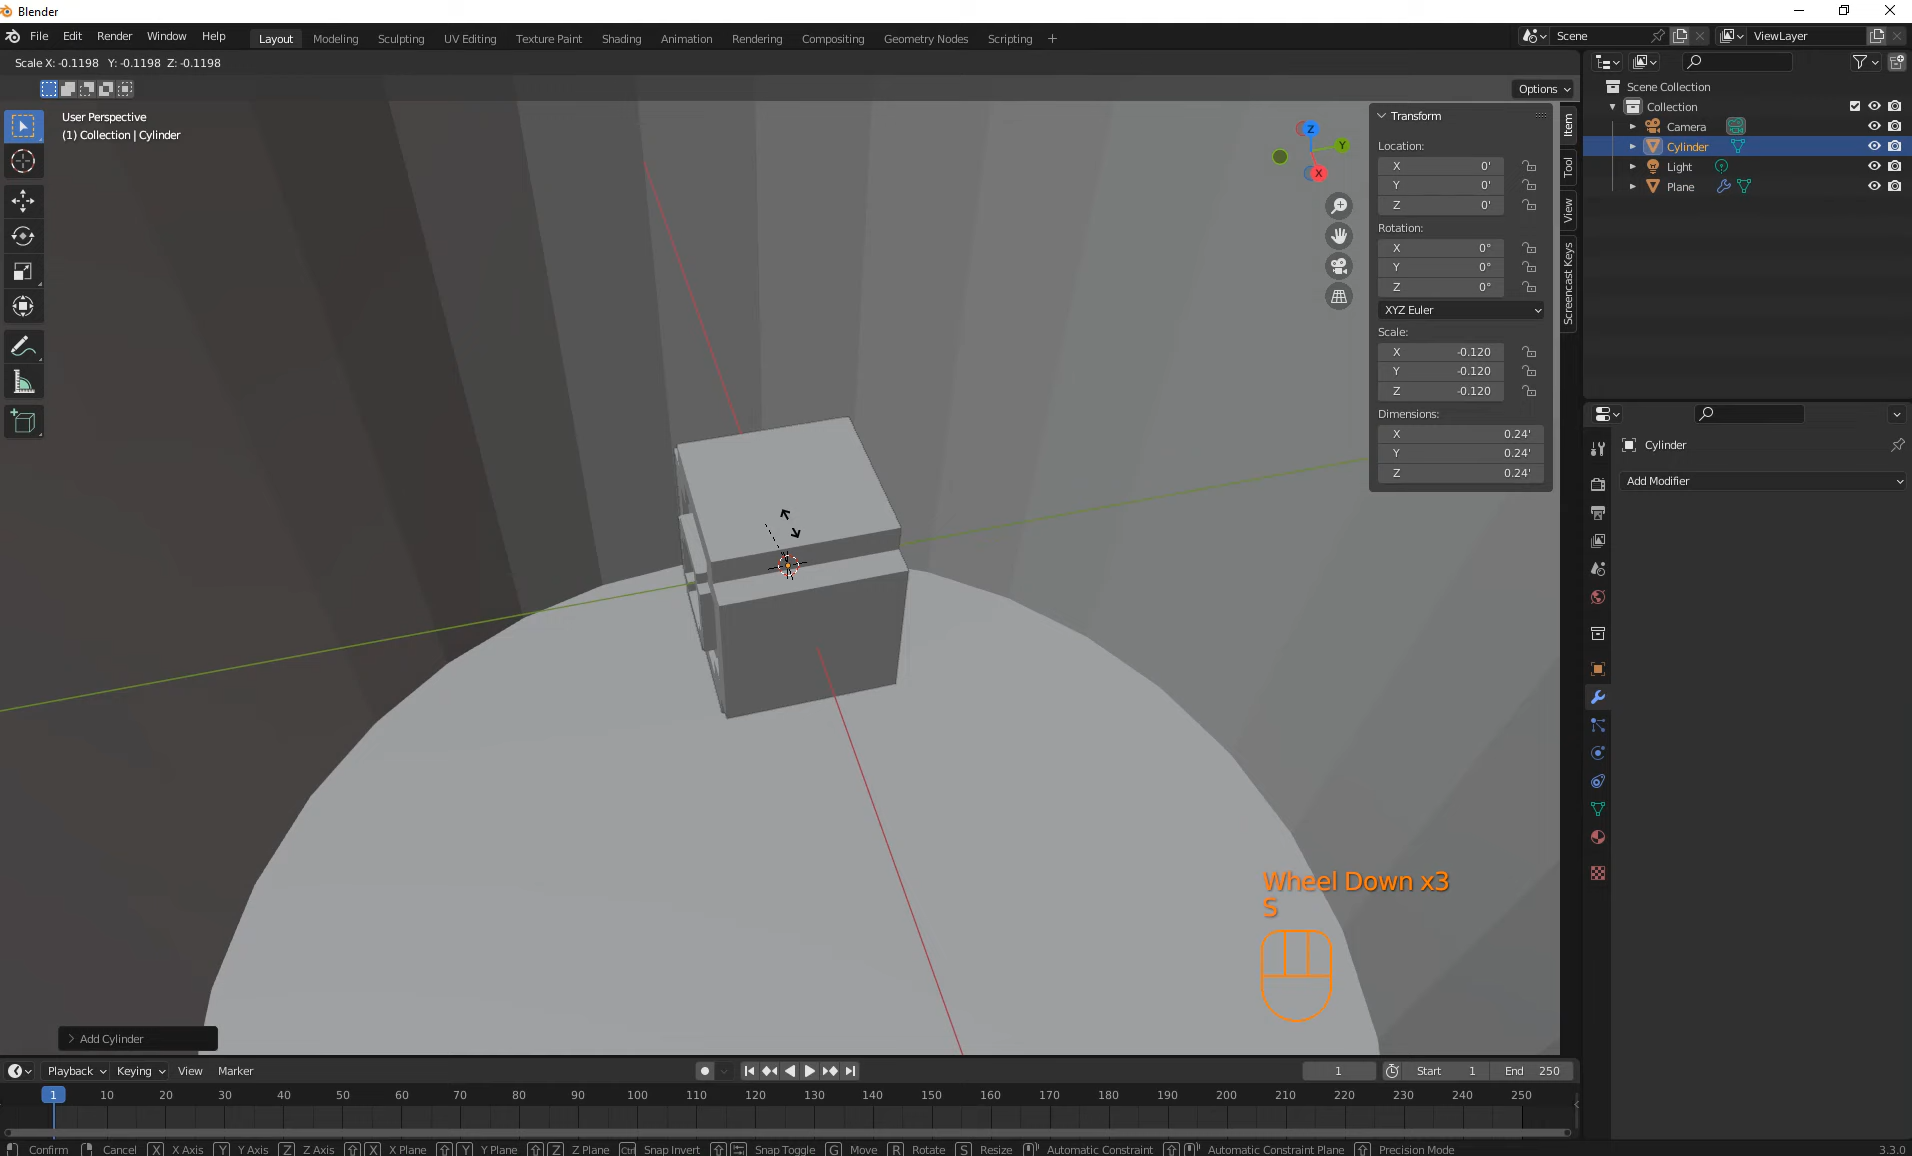 Blender
File Edit Render Window Help Layout Modeling Sculpting UV Editing Texture Paint Shading Animation Rendering Compositing Geometry Nodes Scripting + Scene ViewLayer
Scale X: -0.1198 Y: -0.1198 Z: -0.1198
Options
User Perspective
(1) Collection | Cylinder
Z
Y
X
Transform
Location:
X 0'
Y 0'
Z 0'
Rotation:
X 0°
Y 0°
Z 0°
XYZ Euler
Scale:
X -0.120
Y -0.120
Z -0.120
Dimensions:
X 0.24'
Y 0.24'
Z 0.24'
Item
Tool
View
Screencast Keys
Scene Collection
Collection
Camera
Cylinder
Light
Plane
Cylinder
Add Modifier
Wheel Down x3
S
Add Cylinder
Playback Keying View Marker 1 Start 1 End 250
1 10 20 30 40 50 60 70 80 90 100 110 120 130 140 150 160 170 180 190 200 210 220 230 240 250
Confirm Cancel X X Axis Y Y Axis Z Z Axis X X Plane Y Y Plane Z Z Plane Ctrl Snap Invert Snap Toggle G Move R Rotate S Resize Automatic Constraint Automatic Constraint Plane Precision Mode 3.3.0